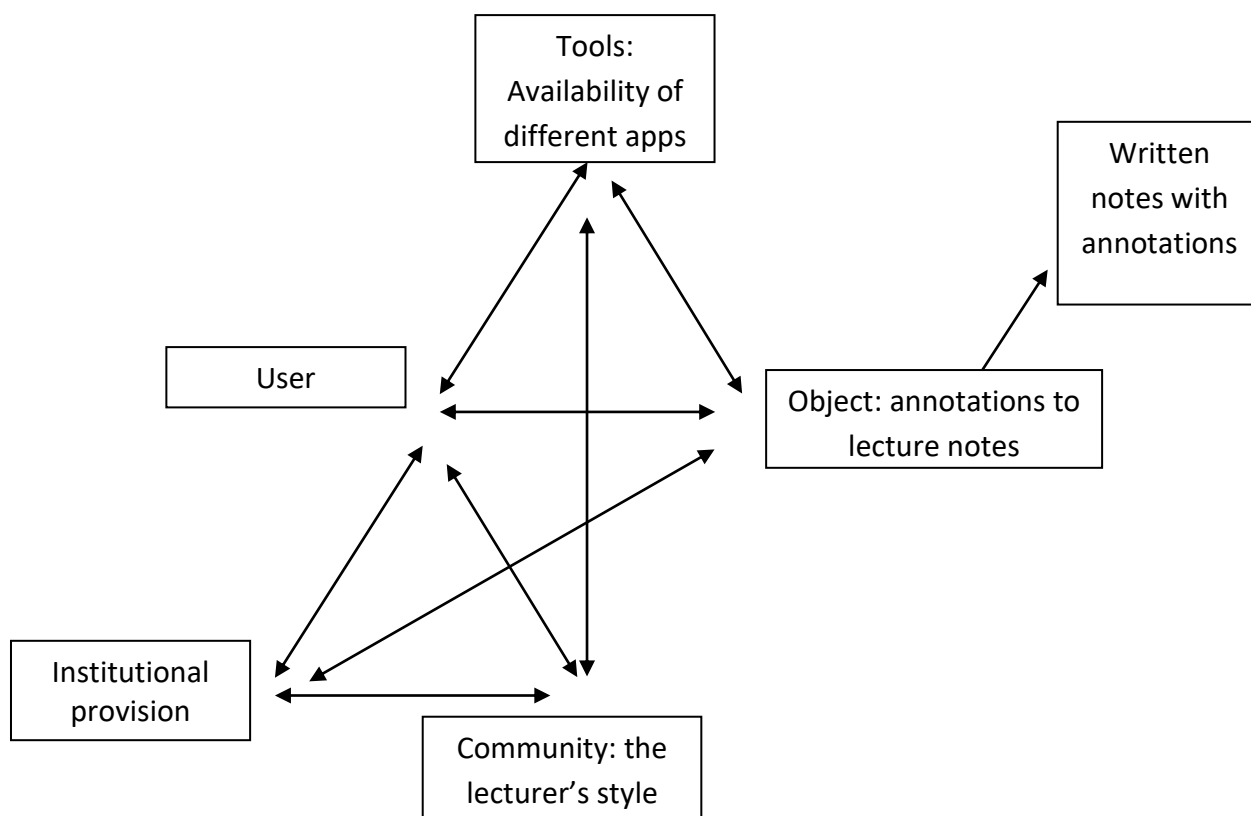 Tools:
Availability of
different apps
Written
notes with
annotations
User
Object: annotations to
lecture notes
Institutional
provision
Community: the
lecturer’s style